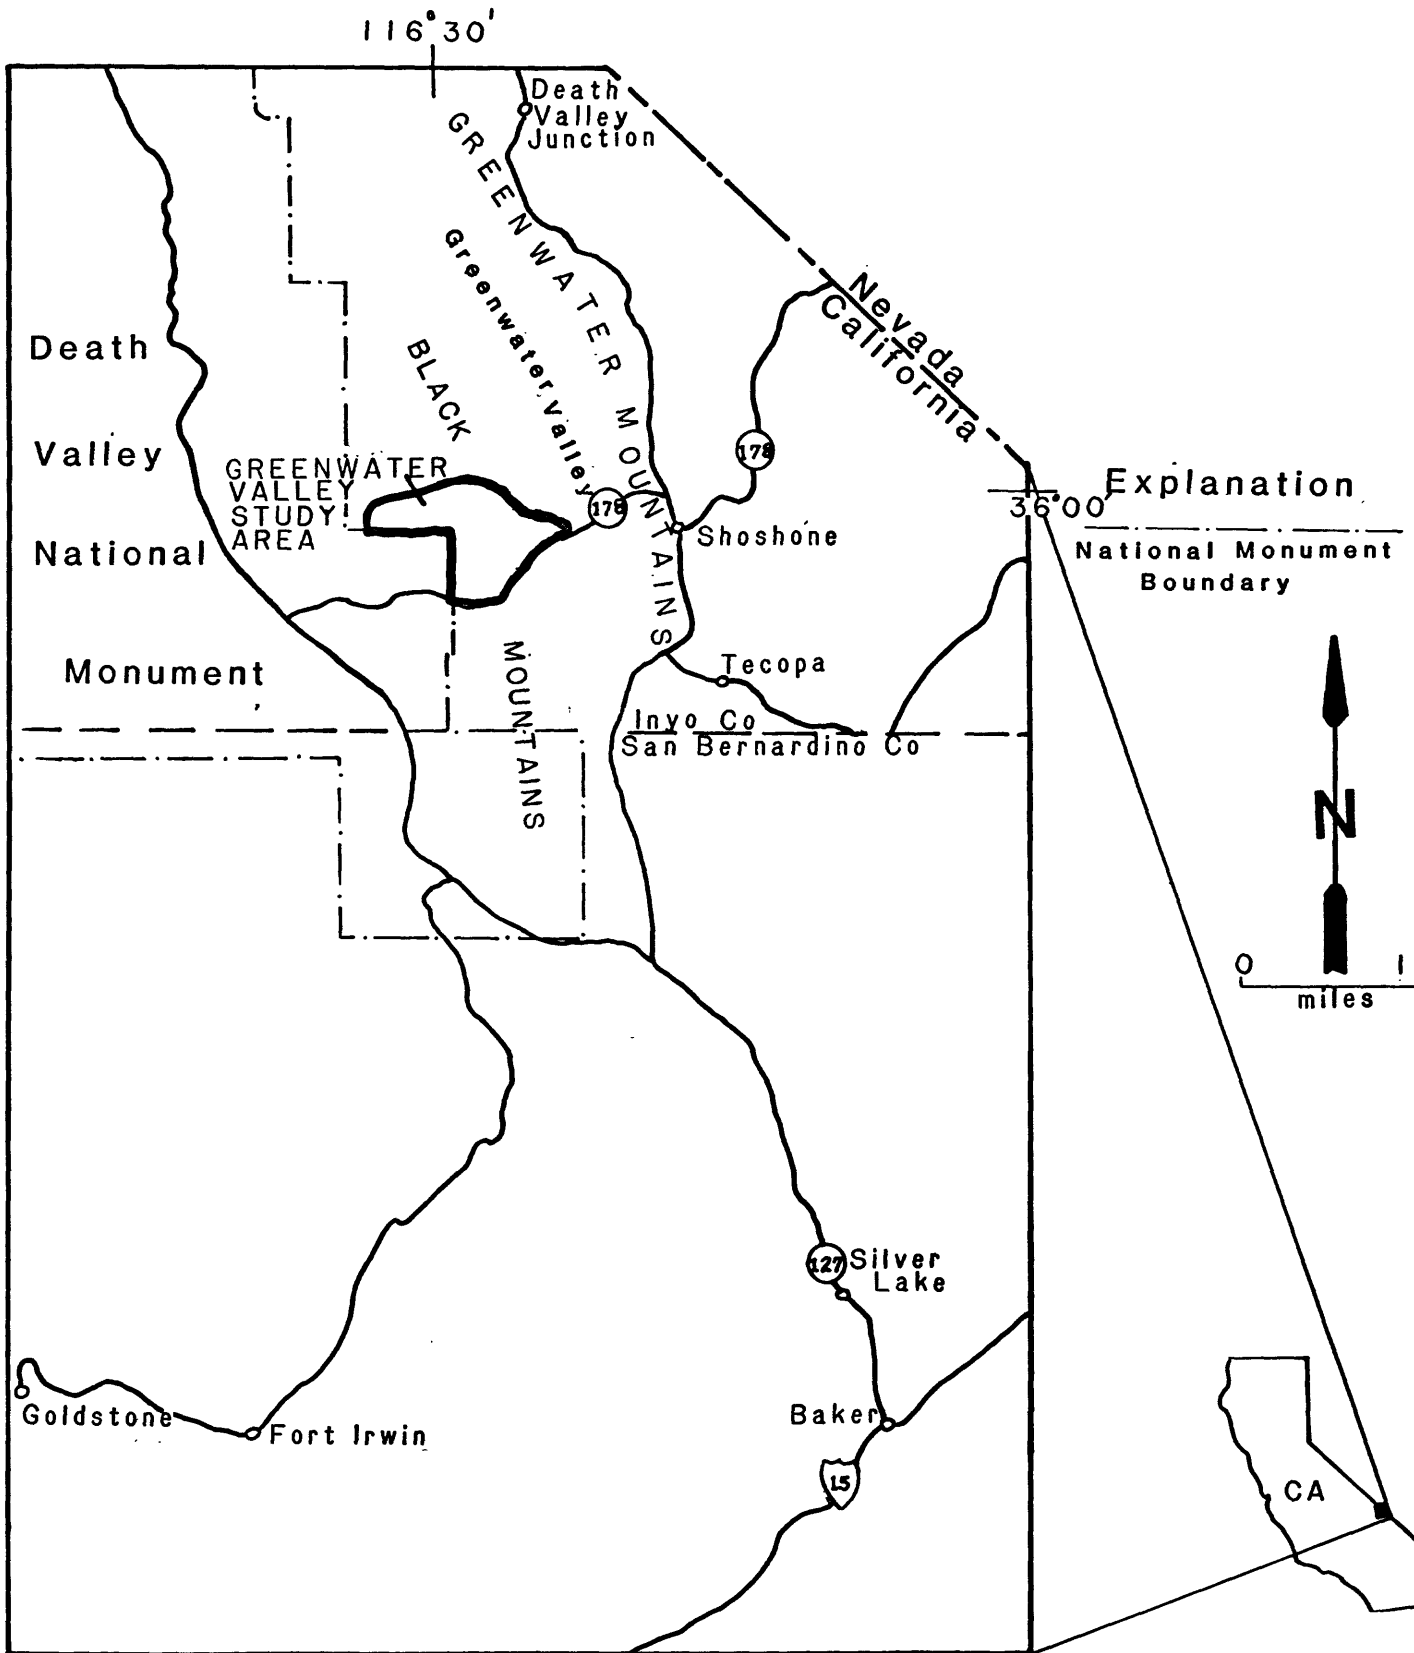 116°30'
Death
Valley
Junction
GREENWATER MOUNTAINS
Greenwater Valley
Nevada
California
BLACK
MOUNTAINS
Death
Valley
National
Monument
GREENWATER
VALLEY
STUDY
AREA
178
178
Shoshone
36°00'
Explanation
National Monument
Boundary
Tecopa
Inyo Co
San Bernardino Co
N
0 1
miles
127
Silver
Lake
Goldstone
Fort Irwin
Baker
15
CA